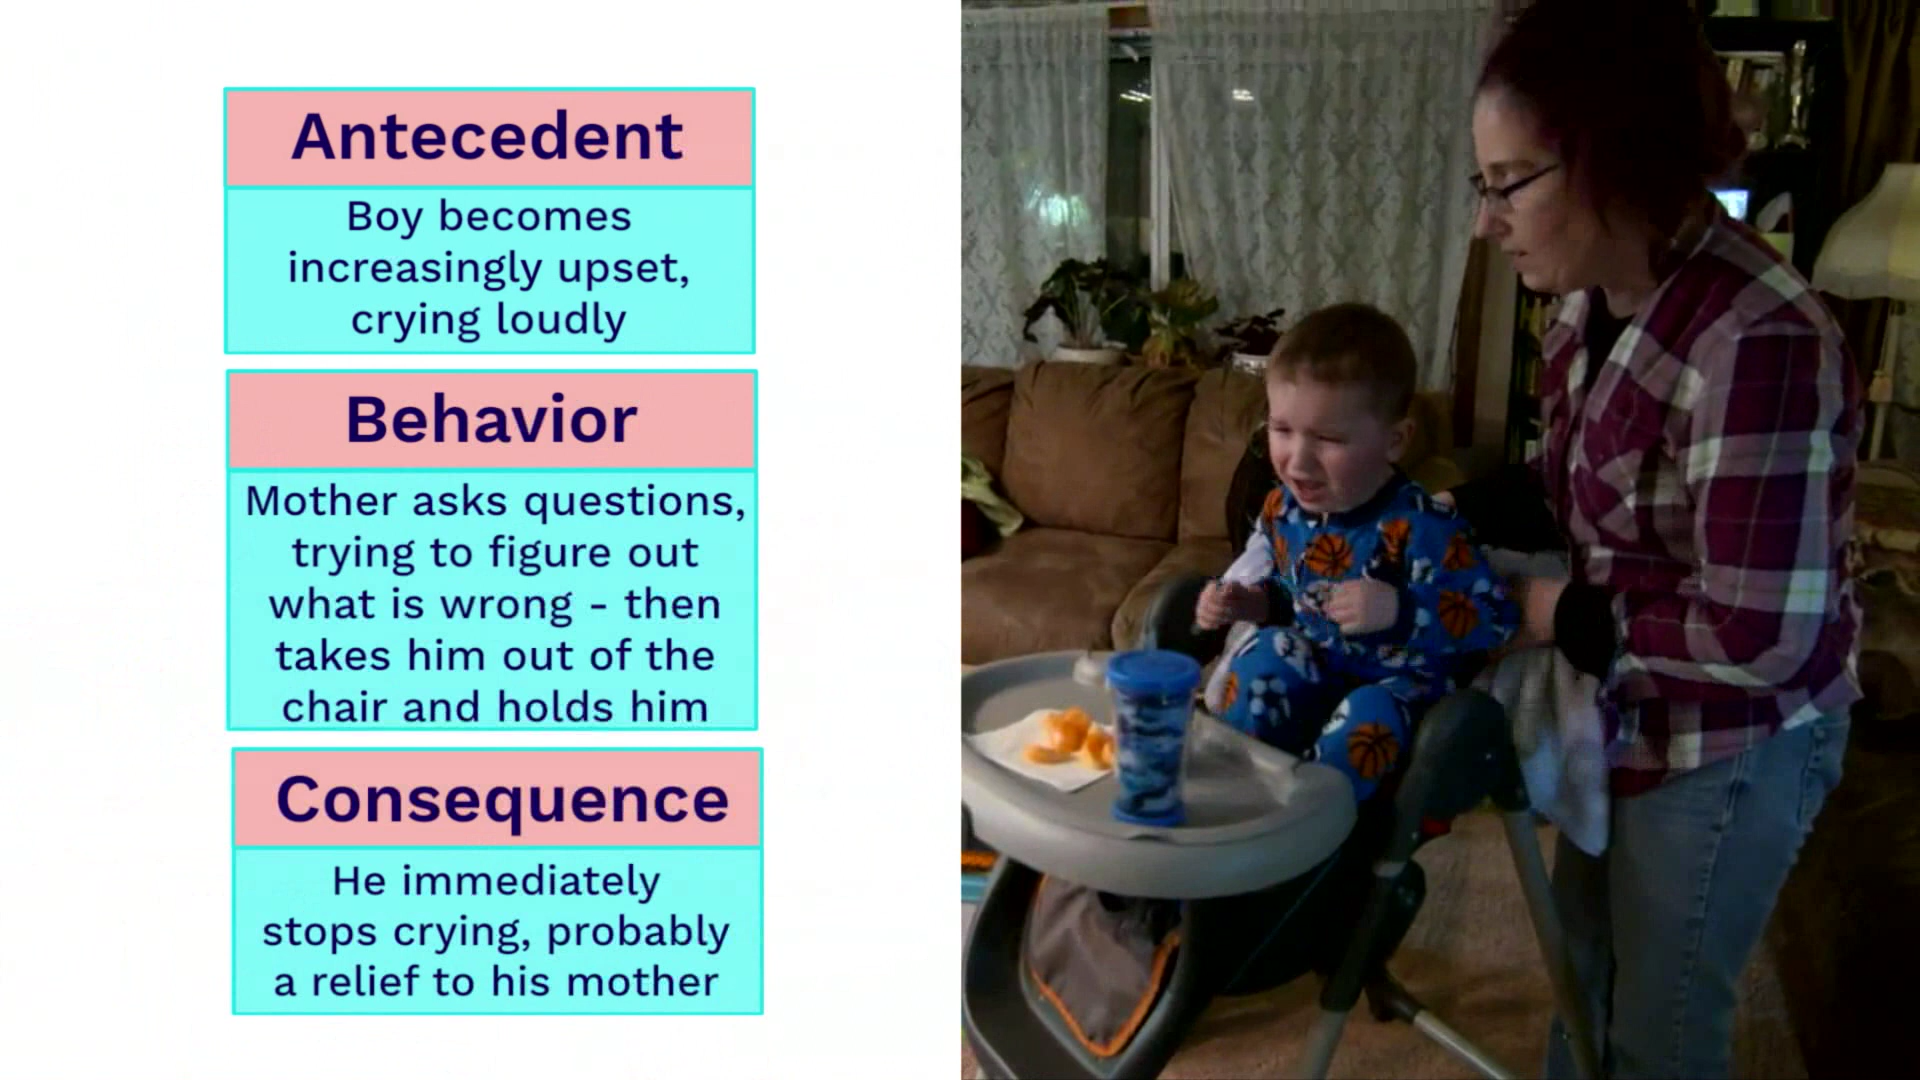 Antecedent
Boy becomes
increasingly upset,
crying loudly
Behavior
Mother asks questions,
trying to figure out
what is wrong - then
takes him out of the
chair and holds him
Consequence
He immediately
stops crying, probably
a relief to his mother